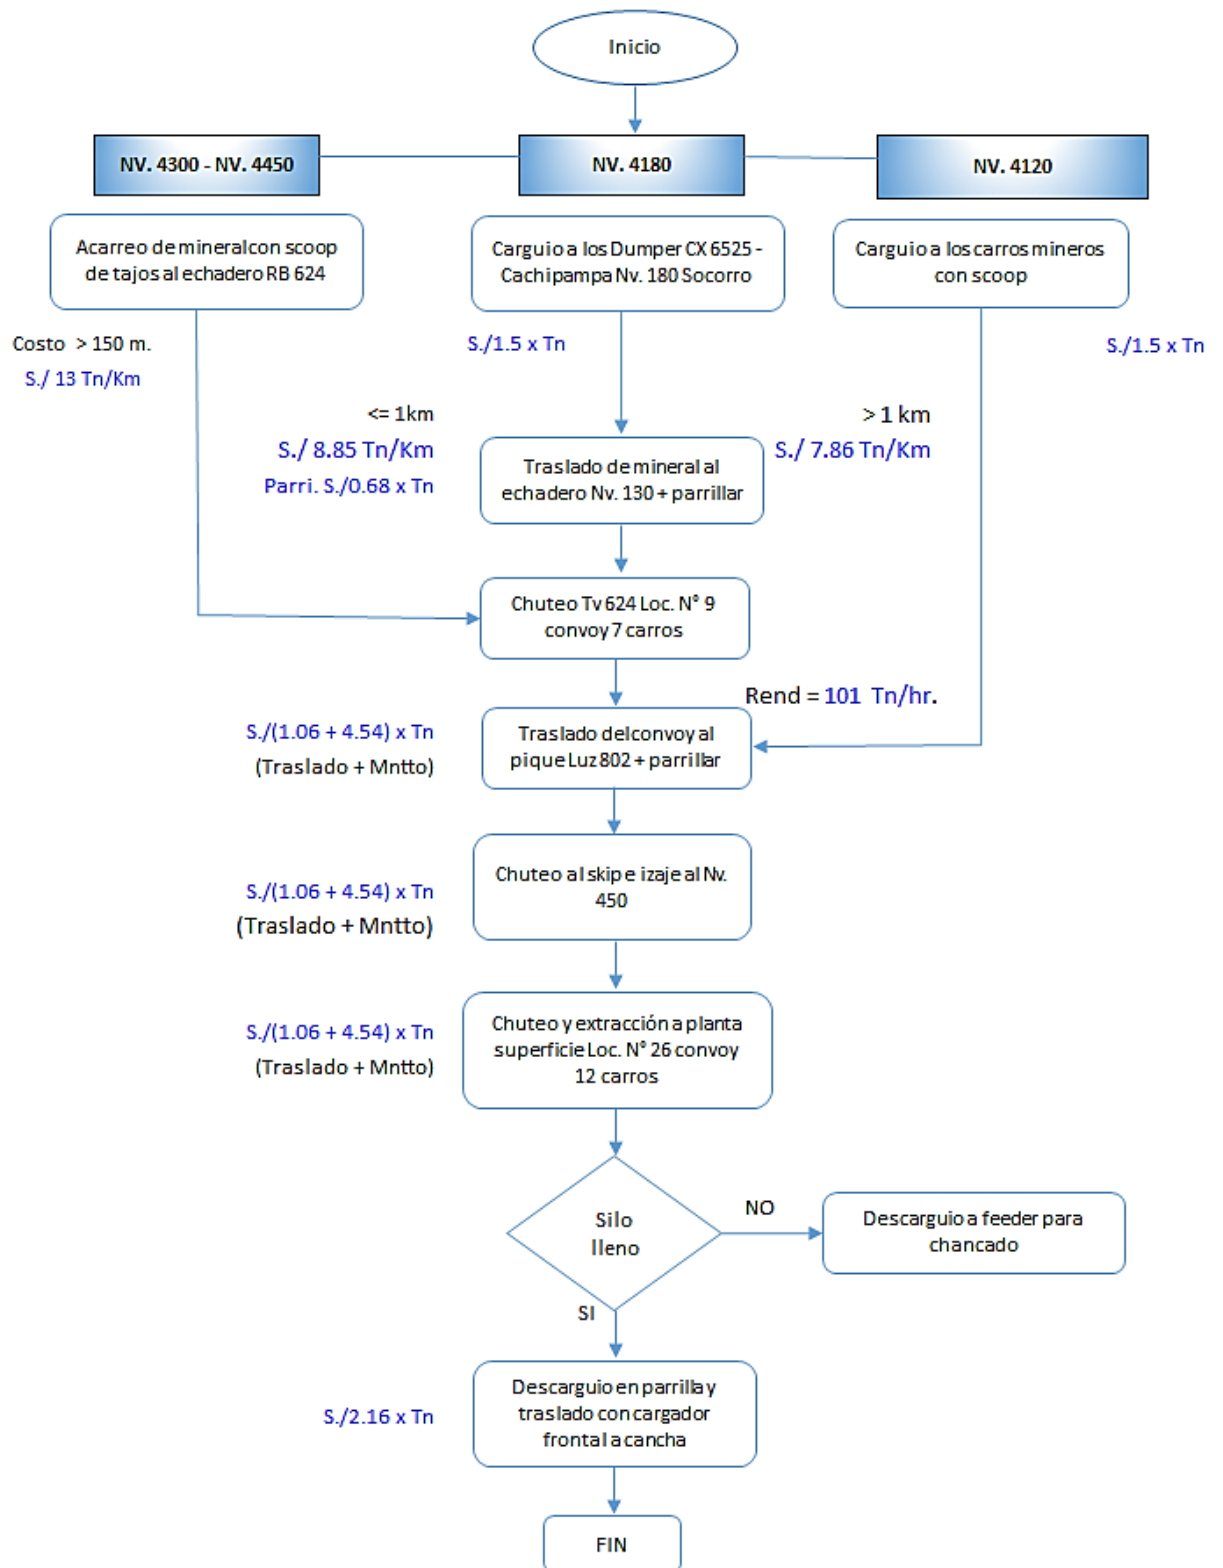 Inicio
NV. 4300 - NV. 4450
NV. 4180
NV. 4120
Acarreo de mineral con scoop
de tajos al echadero RB 624
Carguio a los Dumper CX 6525 -
Cachipampa Nv. 180 Socorro
Carguio a los carros mineros
con scoop
Costo > 150 m.
S./ 13 Tn/Km
S./1.5 x Tn
S./1.5 x Tn
<= 1km
S./ 8.85 Tn/Km
Parri. S./0.68 x Tn
> 1 km
S./ 7.86 Tn/Km
Traslado de mineral al
echadero Nv. 130 + parrillar
Chuteo Tv 624 Loc. N° 9
convoy 7 carros
Rend = 101 Tn/hr.
S./(1.06 + 4.54) x Tn
(Traslado + Mntto)
Traslado del convoy al
pique Luz 802 + parrillar
S./(1.06 + 4.54) x Tn
(Traslado + Mntto)
Chuteo al skip e izaje al Nv.
450
S./(1.06 + 4.54) x Tn
(Traslado + Mntto)
Chuteo y extracción a planta
superficie Loc. N° 26 convoy
12 carros
Silo
lleno
NO
Descarguio a feeder para
chancado
SI
S./2.16 x Tn
Descarguio en parrilla y
traslado con cargador
frontal a cancha
FIN